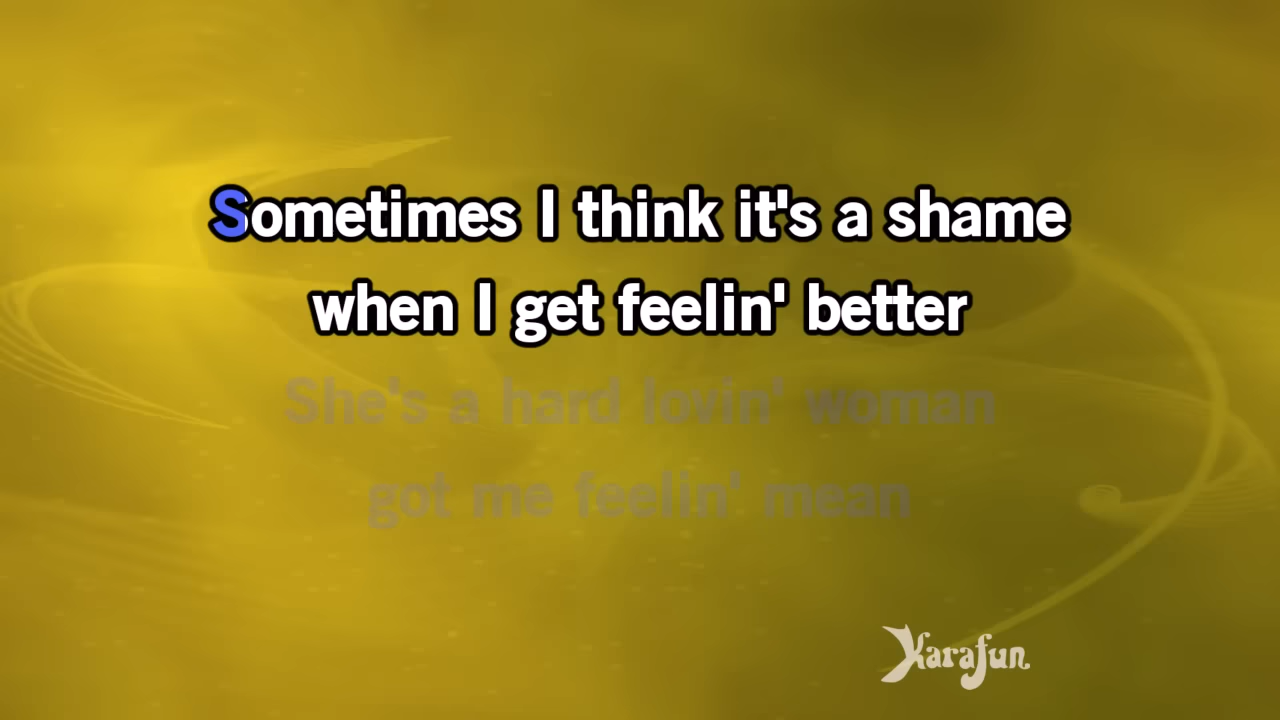 Sometimes I think it's a shame
when I get feelin' better
She's a hard lovin' woman
got me feelin' mean
Karafun